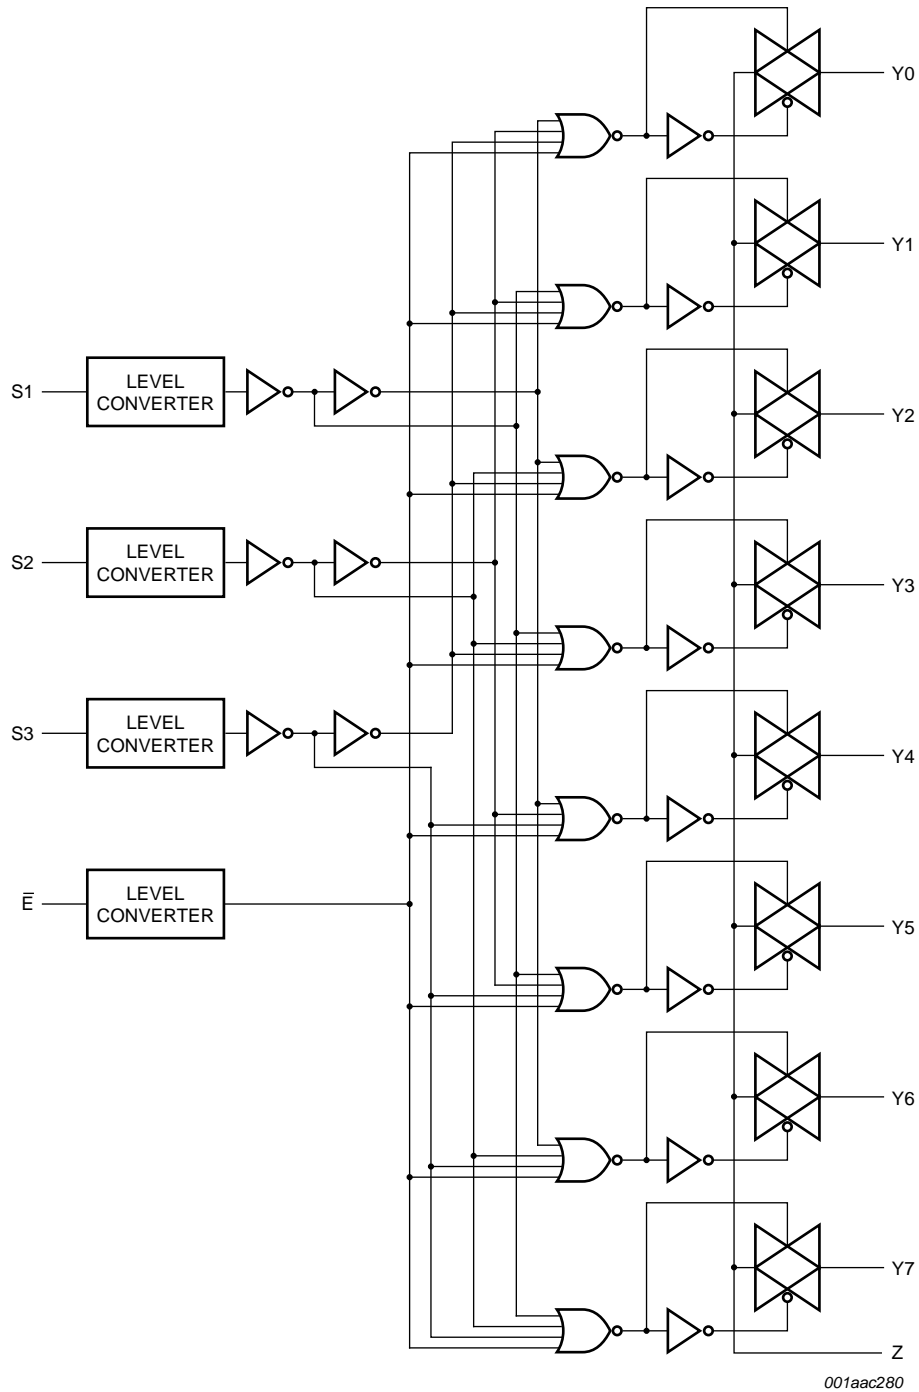 Y0
Y1
S1
LEVEL
CONVERTER
Y2
S2
LEVEL
CONVERTER
Y3
S3
LEVEL
CONVERTER
Y4
E̅
LEVEL
CONVERTER
Y5
Y6
Y7
Z
001aac280